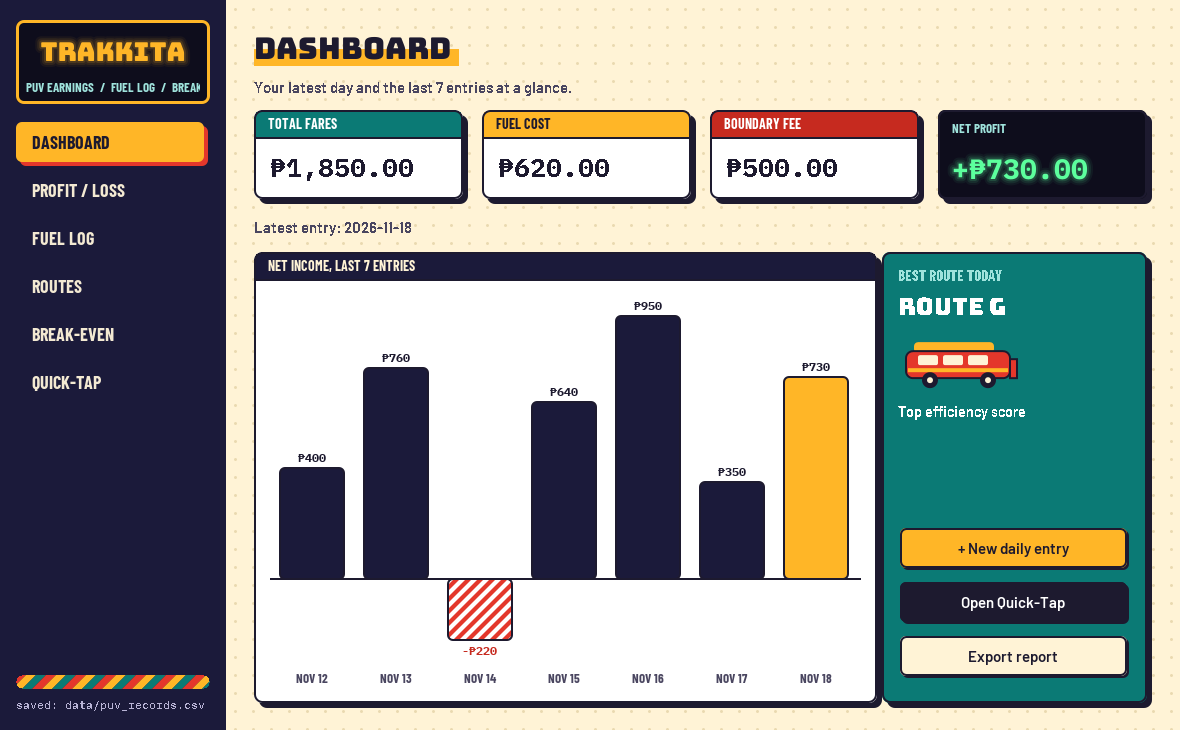 TRAKKITA
PUV EARNINGS / FUEL LOG / BREAK
DASHBOARD
PROFIT / LOSS
FUEL LOG
ROUTES
BREAK-EVEN
QUICK-TAP
saved: data/puv_records.csv
DASHBOARD
Your latest day and the last 7 entries at a glance.
TOTAL FARES
₱1,850.00
FUEL COST
₱620.00
BOUNDARY FEE
₱500.00
NET PROFIT
+₱730.00
Latest entry: 2026-11-18
NET INCOME, LAST 7 ENTRIES
₱400
₱760
-₱220
₱640
₱950
₱350
₱730
NOV 12
NOV 13
NOV 14
NOV 15
NOV 16
NOV 17
NOV 18
BEST ROUTE TODAY
ROUTE G
Top efficiency score
+ New daily entry
Open Quick-Tap
Export report